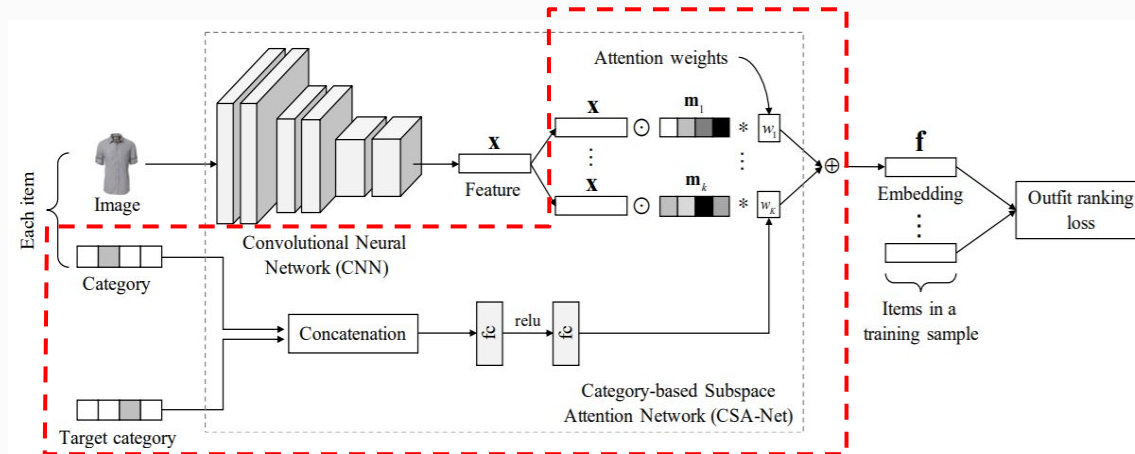 Each item
Image
Category
Target category
Convolutional Neural
Network (CNN)
x
Feature
Attention weights
x ⊙ m₁ * w₁
⋮ ⋮
x ⊙ mₖ * w_K
⊕
Concatenation
fc
relu
fc
Category-based Subspace
Attention Network (CSA-Net)
f
Embedding
⋮
Items in a
training sample
Outfit ranking
loss